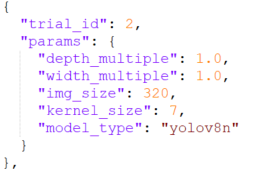 {
  "trial_id": 2,
  "params": {
    "depth_multiple": 1.0,
    "width_multiple": 1.0,
    "img_size": 320,
    "kernel_size": 7,
    "model_type": "yolov8n"
  }
},